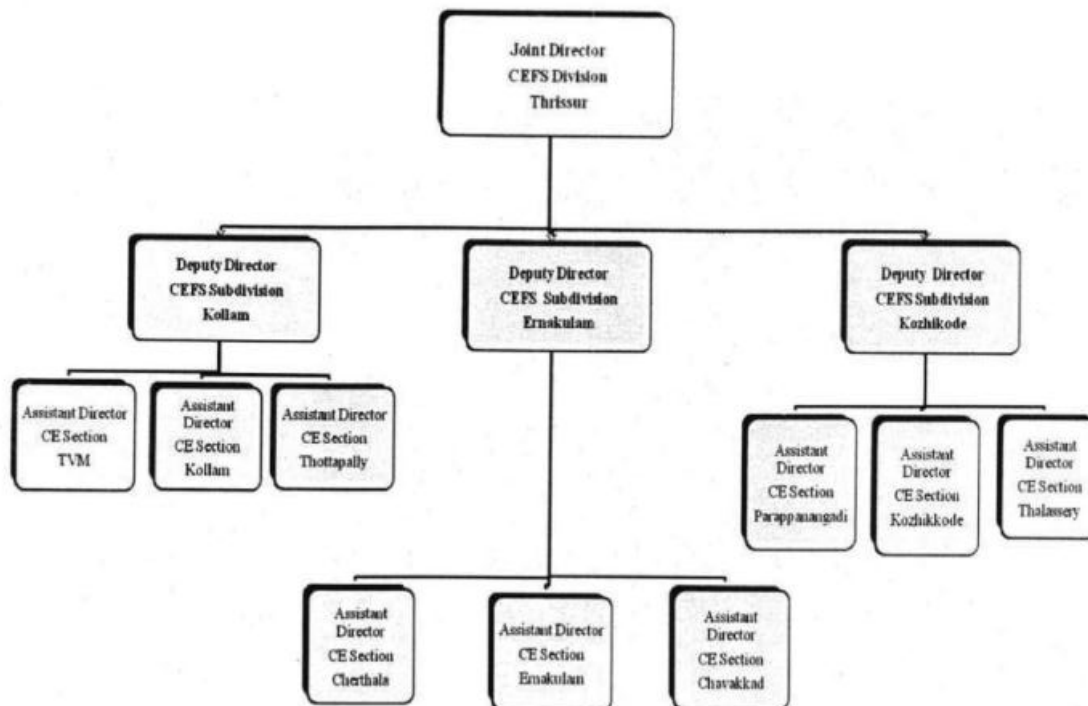 Joint Director
CEFS Division
Thrissur
Deputy Director
CEFS Subdivision
Kollam
Deputy Director
CEFS Subdivision
Ernakulam
Deputy Director
CEFS Subdivision
Kozhikode
Assistant Director
CE Section
TVM
Assistant
Director
CE Section
Kollam
Assistant Director
CE Section
Thottapally
Assistant
Director
CE Section
Parappanangadi
Assistant
Director
CE Section
Kozhikkode
Assistant
Director
CE Section
Thalassery
Assistant
Director
CE Section
Cherthala
Assistant Director
CE Section
Ernakulam
Assistant
Director
CE Section
Chavakkad